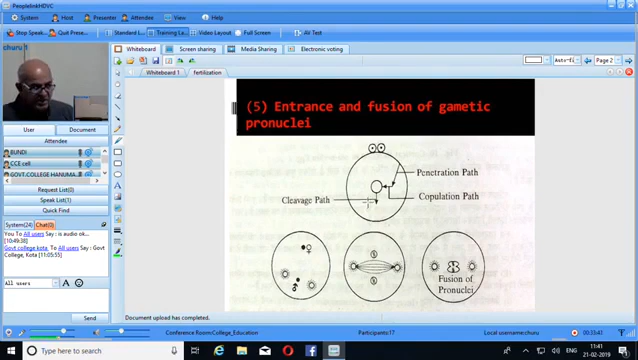 PeoplelinkHDVC
System Host Presenter Attendee View Help
Stop Speak... Quit Prese... Standard L... Training Le... Video Layout Full Screen AV Test
churu 1
Whiteboard Screen sharing Media Sharing Electronic voting
Auto-fi Page2
Whiteboard 1 fertilization
(5) Entrance and fusion of gametic
pronuclei
Penetration Path
Cleavage Path
Copulation Path
♀
♂
Fusion of
Pronuclei
User Document
Attendee
BUNDI
CCE cell
GOVT.COLLEGE HANUMA
Request List(0)
Speak List(0)
Quick Find
System(24) Chat(0)
You To All users Say : is audio ok...
[10:49:38]
Govt college kota To All users Say : Govt
College, Kota [11:05:55]
All users
Send
Document upload has completed.
Conference Room:College_Education Participants:17 Local username:churu 00:33:41
Type here to search
11:41
21-02-2019